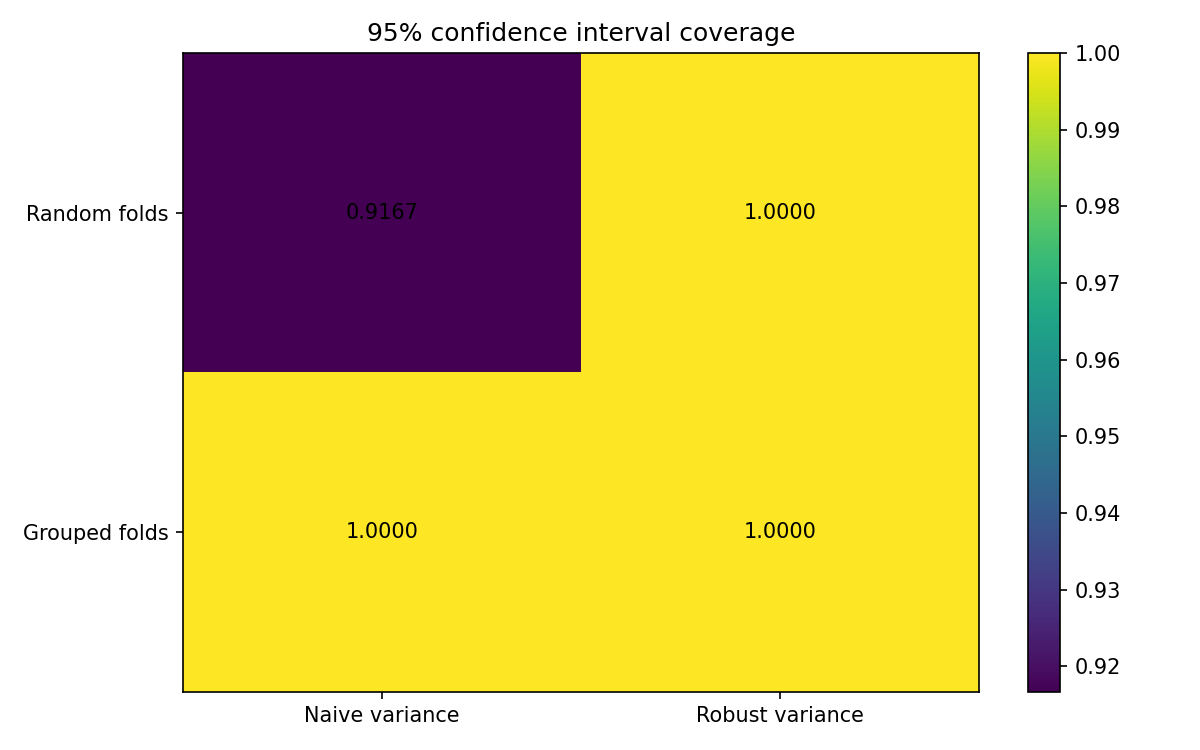 95% confidence interval coverage
Random folds
0.9167
1.0000
Grouped folds
1.0000
1.0000
Naive variance
Robust variance
1.00
0.99
0.98
0.97
0.96
0.95
0.94
0.93
0.92